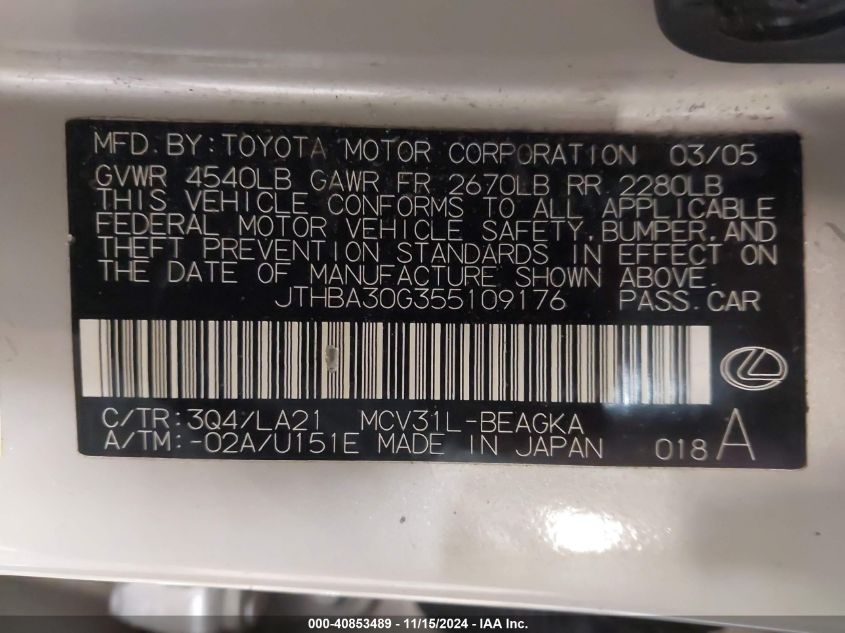 MFD. BY: TOYOTA MOTOR CORPORATION 03/05
GVWR 4540LB GAWR FR 2670LB RR 2280LB
THIS VEHICLE CONFORMS TO ALL APPLICABLE
FEDERAL MOTOR VEHICLE SAFETY, BUMPER, AND
THEFT PREVENTION STANDARDS IN EFFECT ON
THE DATE OF MANUFACTURE SHOWN ABOVE.
JTHBA30G355109176 PASS. CAR
C/TR: 3Q4/LA21 MCV31L-BEAGKA
A/TM: -02A/U151E MADE IN JAPAN 018 A
000-40853489 - 11/15/2024 - IAA Inc.